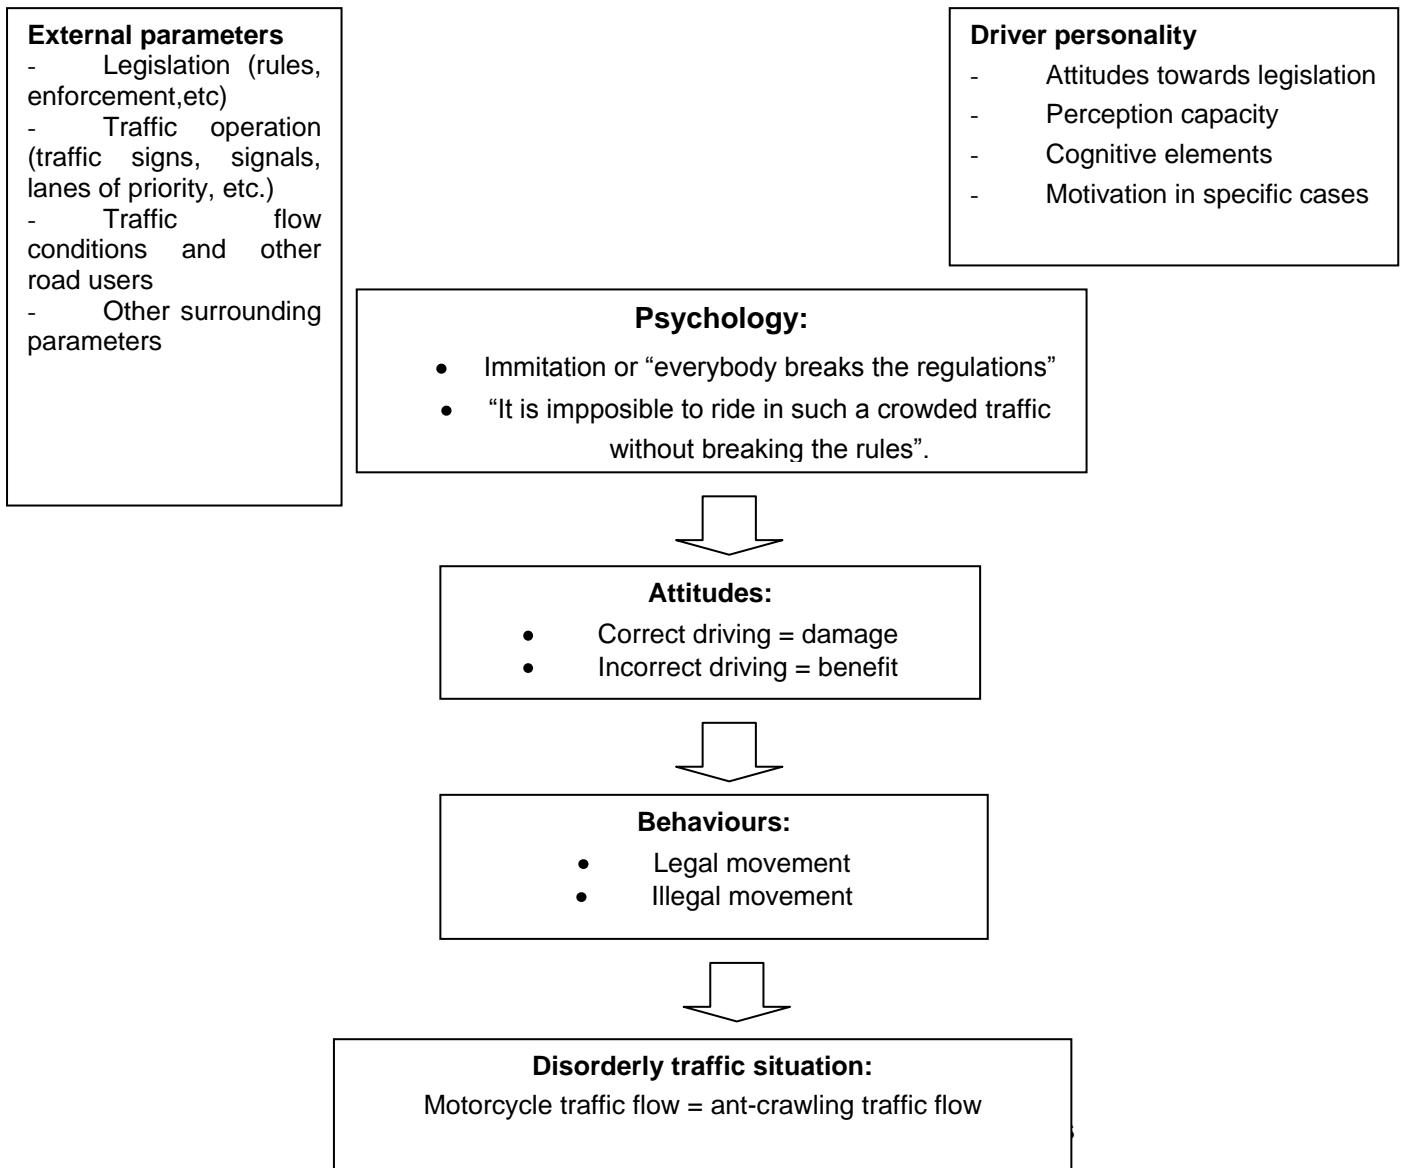 External parameters
- Legislation (rules,
enforcement,etc)
- Traffic operation
(traffic signs, signals,
lanes of priority, etc.)
- Traffic flow
conditions and other
road users
- Other surrounding
parameters
Driver personality
- Attitudes towards legislation
- Perception capacity
- Cognitive elements
- Motivation in specific cases
Psychology:
• Immitation or “everybody breaks the regulations”
• “It is impposible to ride in such a crowded traffic
without breaking the rules”.
Attitudes:
• Correct driving = damage
• Incorrect driving = benefit
Behaviours:
• Legal movement
• Illegal movement
Disorderly traffic situation:
Motorcycle traffic flow = ant-crawling traffic flow